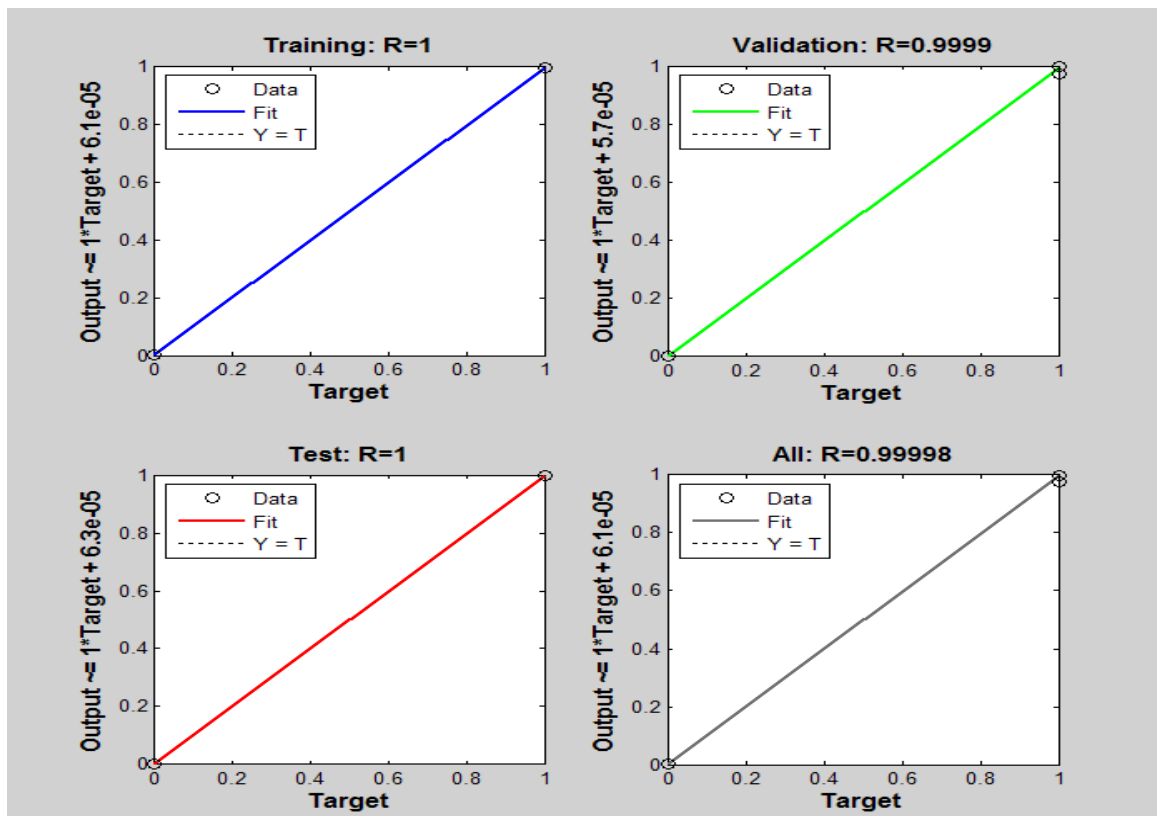 Training: R=1
Output ~= 1*Target + 6.1e-05
1
0.8
0.6
0.4
0.2
0
Data
Fit
Y = T
0 0.2 0.4 0.6 0.8 1
Target
Validation: R=0.9999
Output ~= 1*Target + 5.7e-05
1
0.8
0.6
0.4
0.2
0
Data
Fit
Y = T
0 0.2 0.4 0.6 0.8 1
Target
Test: R=1
Output ~= 1*Target + 6.3e-05
1
0.8
0.6
0.4
0.2
0
Data
Fit
Y = T
0 0.2 0.4 0.6 0.8 1
Target
All: R=0.99998
Output ~= 1*Target + 6.1e-05
1
0.8
0.6
0.4
0.2
0
Data
Fit
Y = T
0 0.2 0.4 0.6 0.8 1
Target